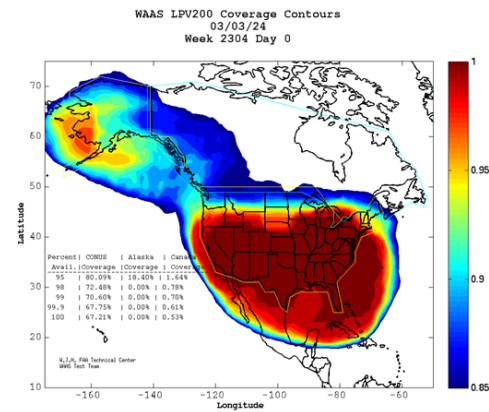 WAAS LPV200 Coverage Contours
03/03/24
Week 2304 Day 0
70
60
50
40
30
20
10
Latitude
Percent| CONUS | Alaska | Canada
Avail. |Coverage |Coverage | Coverage
95 | 80.09% | 18.40% | 1.64%
98 | 72.48% | 0.00% | 0.78%
99 | 70.60% | 0.00% | 0.70%
99.9 | 67.75% | 0.00% | 0.61%
100 | 67.21% | 0.00% | 0.53%
W.J.H. FAA Technical Center
WAAS Test Team
-160
-140
-120
-100
-80
-60
Longitude
1
0.95
0.9
0.85